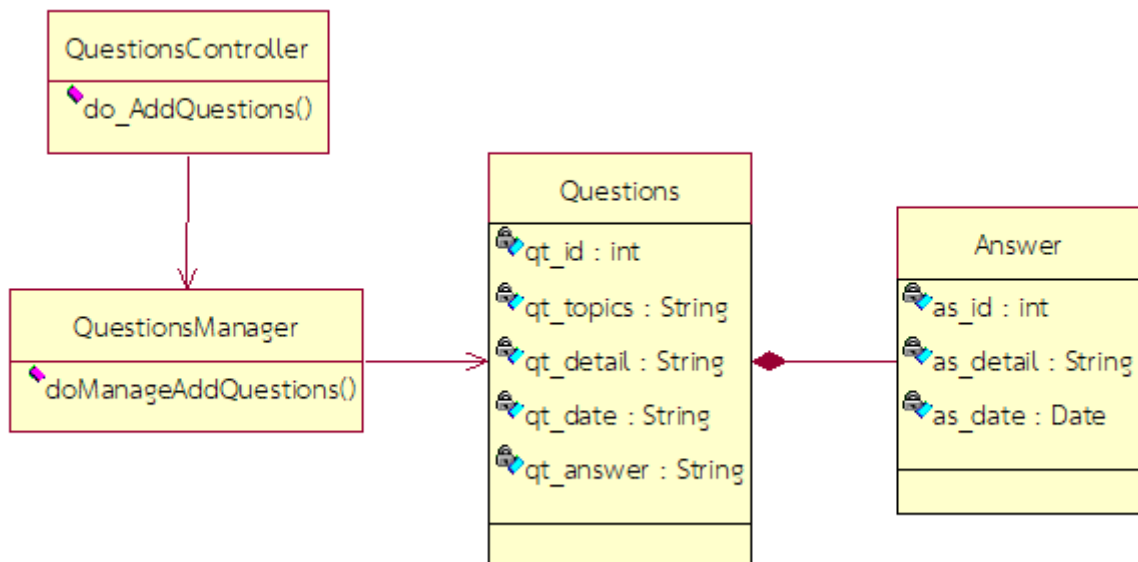 QuestionsController
do_AddQuestions()
QuestionsManager
doManageAddQuestions()
Questions
qt_id : int
qt_topics : String
qt_detail : String
qt_date : String
qt_answer : String
Answer
as_id : int
as_detail : String
as_date : Date